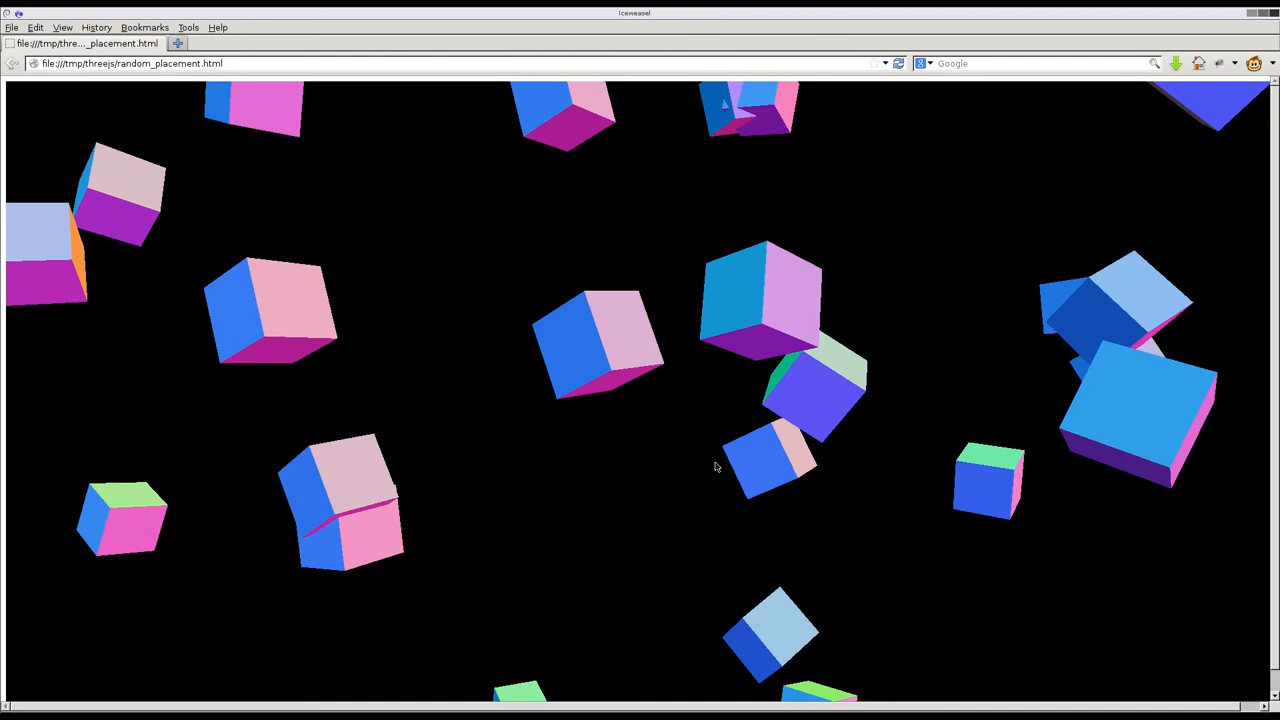 Iceweasel
File Edit View History Bookmarks Tools Help
file:///tmp/thre..._placement.html
file:///tmp/threejs/random_placement.html
Google